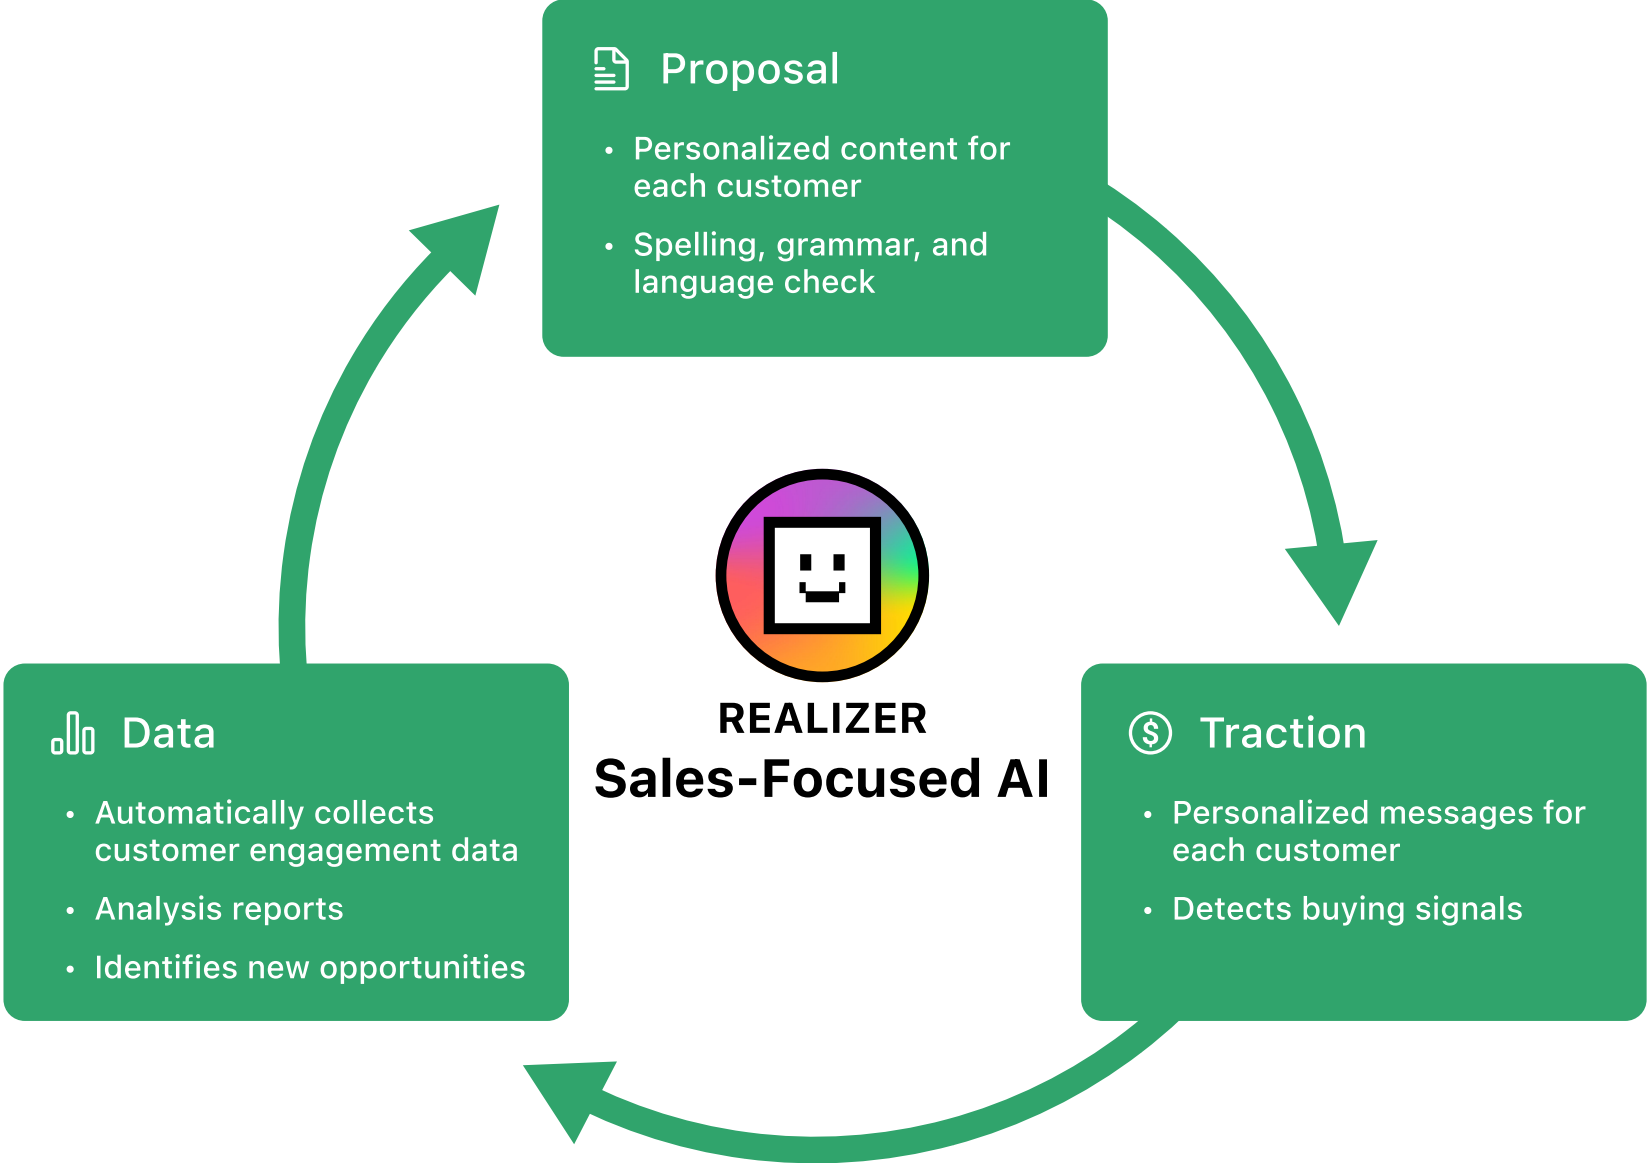 Proposal
• Personalized content for
each customer
• Spelling, grammar, and
language check
REALIZER
Sales-Focused AI
Data
• Automatically collects
customer engagement data
• Analysis reports
• Identifies new opportunities
$ Traction
• Personalized messages for
each customer
• Detects buying signals